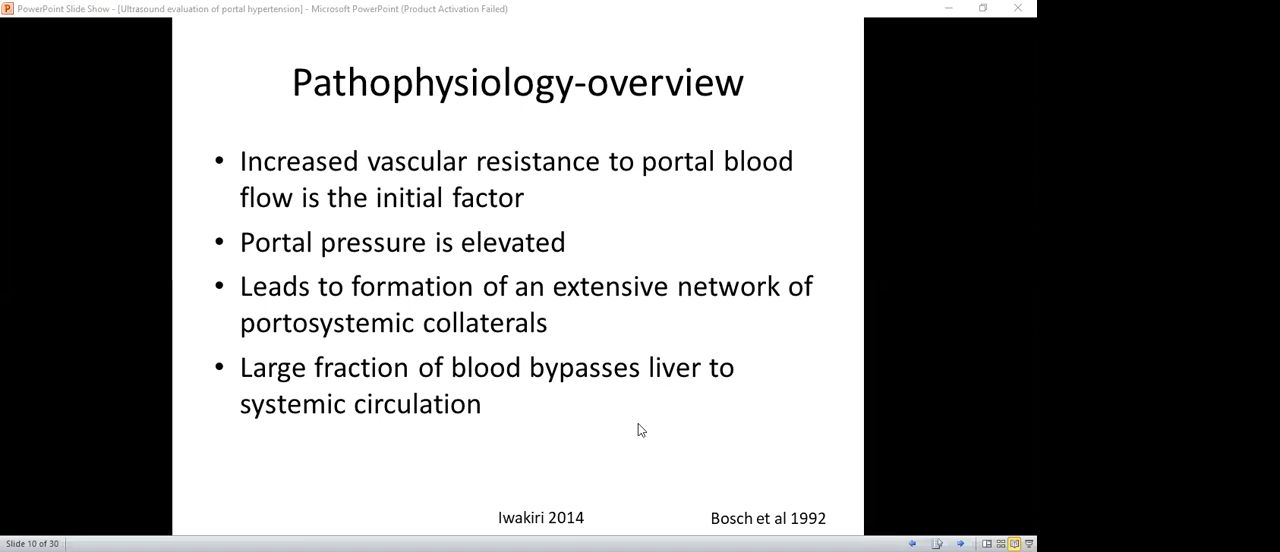 PowerPoint Slide Show - [Ultrasound evaluation of portal hypertension] - Microsoft PowerPoint (Product Activation Failed)
Pathophysiology-overview
• Increased vascular resistance to portal blood
flow is the initial factor
• Portal pressure is elevated
• Leads to formation of an extensive network of
portosystemic collaterals
• Large fraction of blood bypasses liver to
systemic circulation
Iwakiri 2014
Bosch et al 1992
Slide 10 of 30